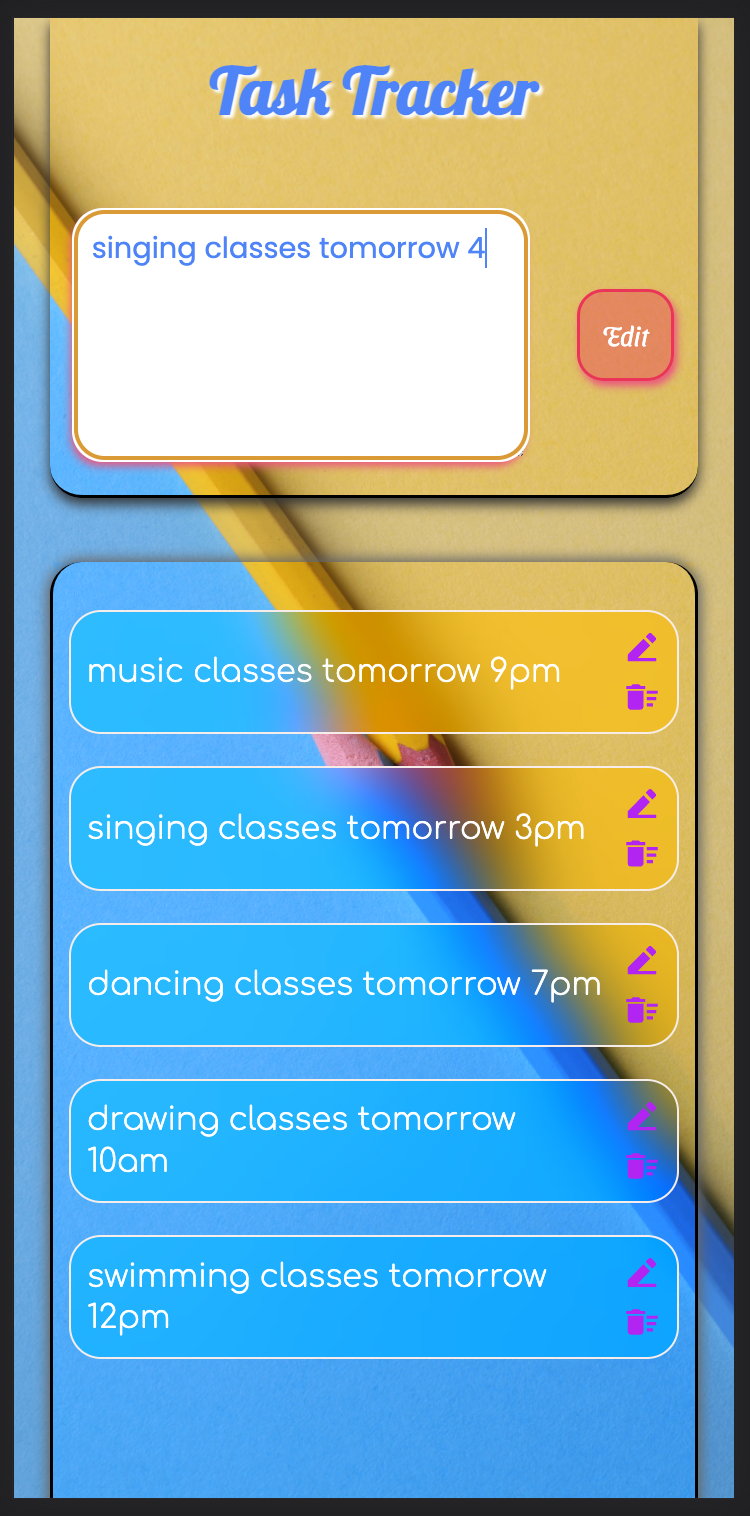 Task Tracker
singing classes tomorrow 4
Edit
music classes tomorrow 9pm
singing classes tomorrow 3pm
dancing classes tomorrow 7pm
drawing classes tomorrow
10am
swimming classes tomorrow
12pm